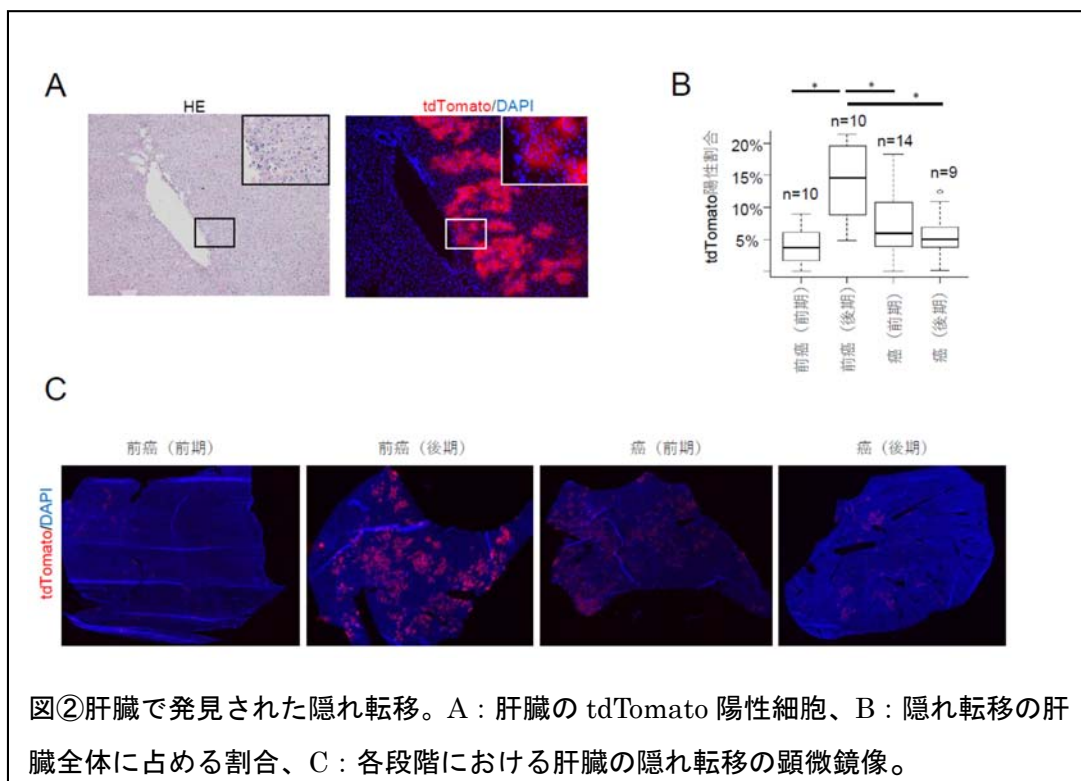 A
HE
tdTomato/DAPI
B
tdTomato陽性割合
20%
15%
10%
5%
*
*
*
n=10
n=10
n=14
n=9
前癌（前期）
前癌（後期）
癌（前期）
癌（後期）
C
前癌（前期）
前癌（後期）
癌（前期）
癌（後期）
tdTomato/DAPI
図②肝臓で発見された隠れ転移。A：肝臓の tdTomato 陽性細胞、B：隠れ転移の肝
臓全体に占める割合、C：各段階における肝臓の隠れ転移の顕微鏡像。